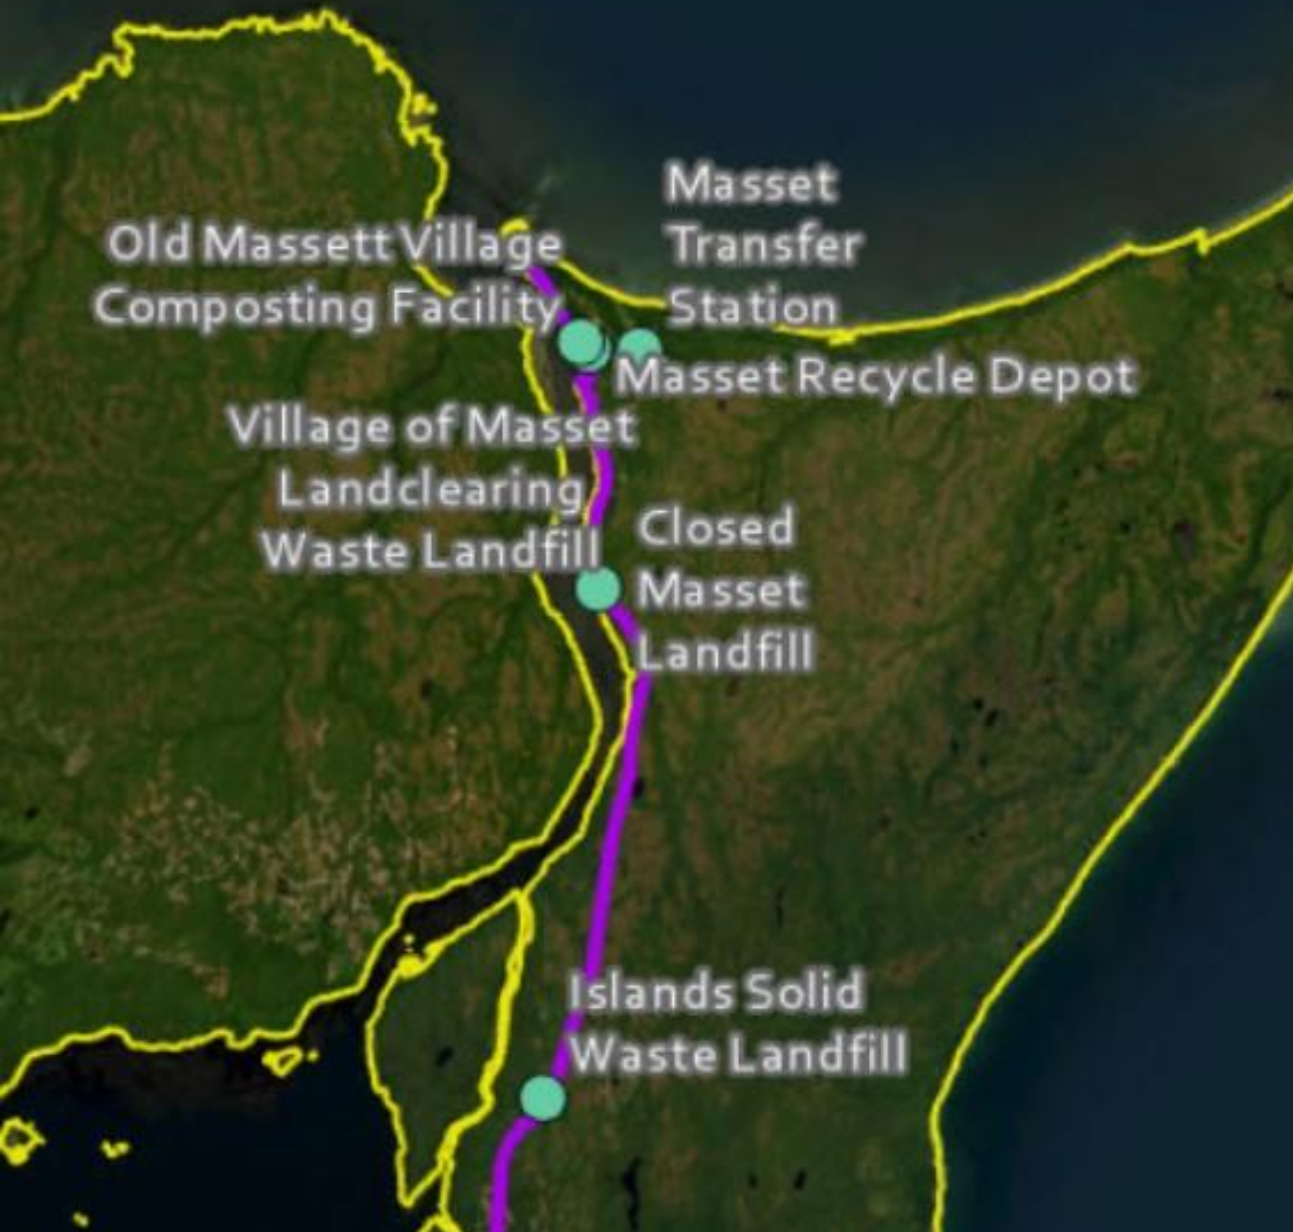 Masset
Transfer
Station
Old Massett Village
Composting Facility
Masset Recycle Depot
Village of Masset
Landclearing
Waste Landfill
Closed
Masset
Landfill
Islands Solid
Waste Landfill